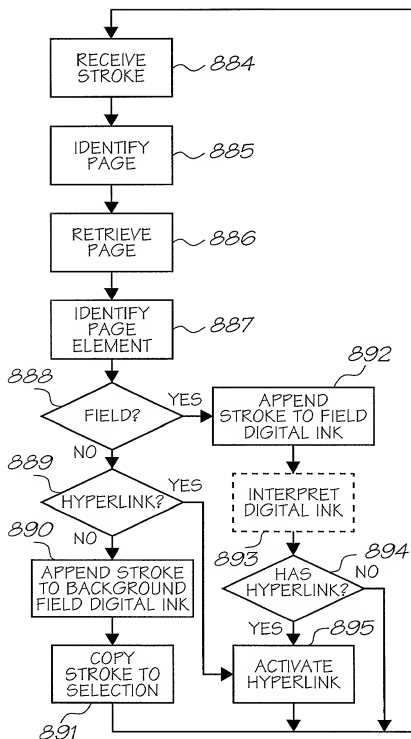 RECEIVE
STROKE
884
IDENTIFY
PAGE
885
RETRIEVE
PAGE
886
IDENTIFY
PAGE
ELEMENT
887
888
FIELD?
YES
NO
892
APPEND
STROKE TO FIELD
DIGITAL INK
889
HYPERLINK?
YES
NO
INTERPRET
DIGITAL INK
893
890
APPEND STROKE
TO BACKGROUND
FIELD DIGITAL INK
894
HAS
HYPERLINK?
NO
YES
895
COPY
STROKE TO
SELECTION
891
ACTIVATE
HYPERLINK